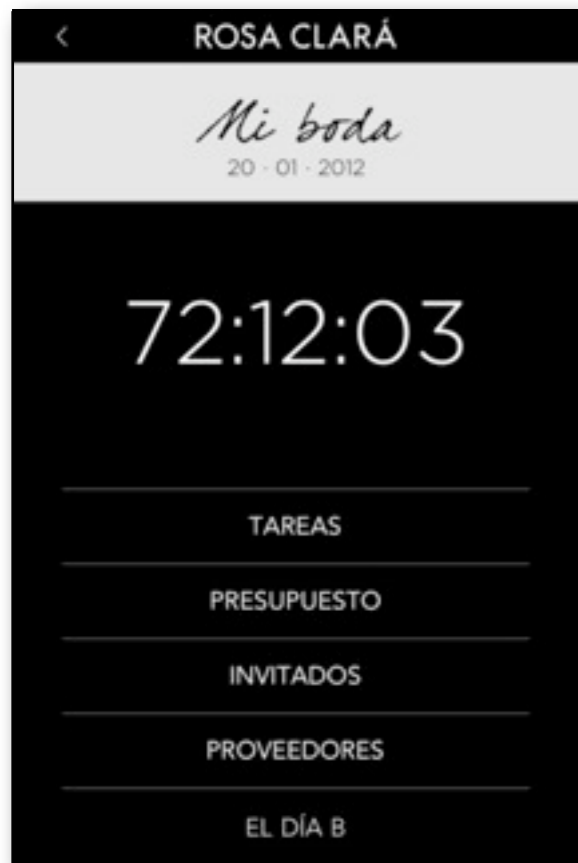 ROSA CLARÁ
Mi boda
20 · 01 · 2012
72:12:03
TAREAS
PRESUPUESTO
INVITADOS
PROVEEDORES
EL DÍA B